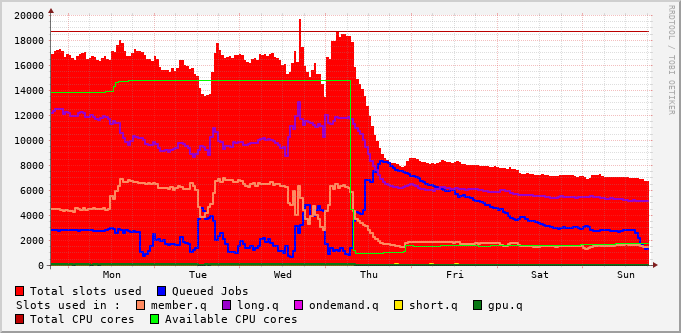 20000
18000
16000
14000
12000
10000
8000
6000
4000
2000
0
Mon Tue Wed Thu Fri Sat Sun
RRDTOOL / TOBI OETIKER
Total slots used Queued Jobs
Slots used in : member.q long.q ondemand.q short.q gpu.q
Total CPU cores Available CPU cores